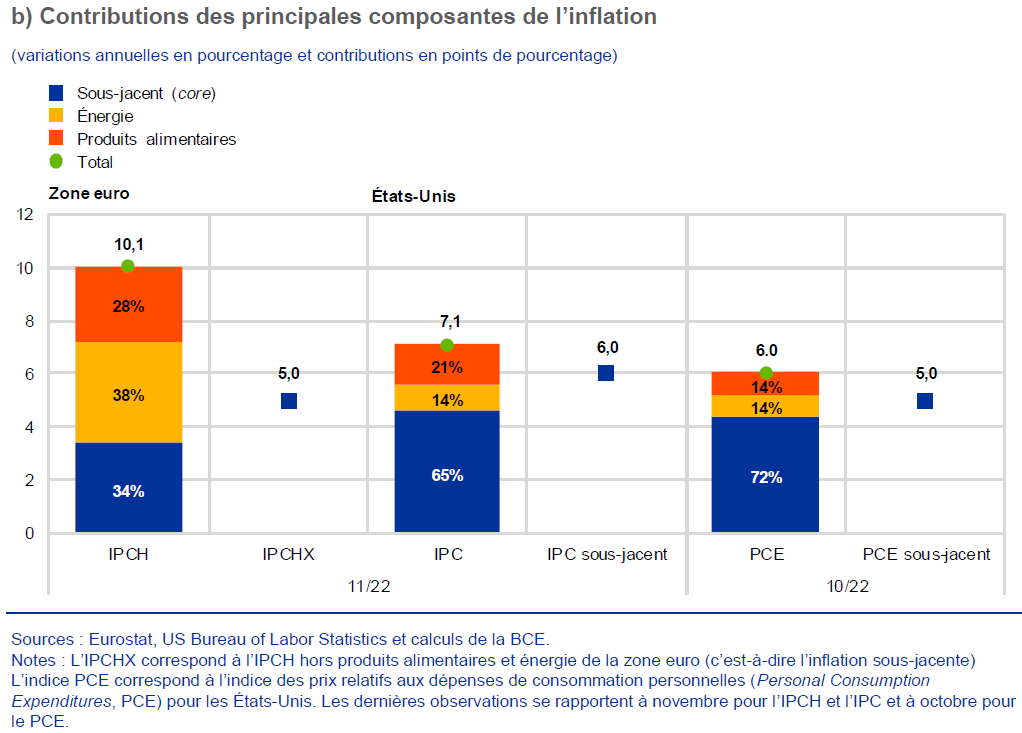 b) Contributions des principales composantes de l’inflation
(variations annuelles en pourcentage et contributions en points de pourcentage)
Sous-jacent (core)
Énergie
Produits alimentaires
Total
Zone euro
États-Unis
12
10
8
6
4
2
0
10,1
28%
38%
34%
5,0
7,1
21%
14%
65%
6,0
6.0
14%
14%
72%
5,0
IPCH
IPCHX
IPC
IPC sous-jacent
PCE
PCE sous-jacent
11/22
10/22
Sources : Eurostat, US Bureau of Labor Statistics et calculs de la BCE.
Notes : L’IPCHX correspond à l’IPCH hors produits alimentaires et énergie de la zone euro (c’est-à-dire l’inflation sous-jacente)
L’indice PCE correspond à l’indice des prix relatifs aux dépenses de consommation personnelles (Personal Consumption
Expenditures, PCE) pour les États-Unis. Les dernières observations se rapportent à novembre pour l’IPCH et l’IPC et à octobre pour
le PCE.